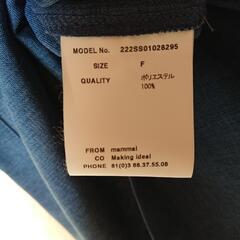 MODEL No. 222SS01028295
SIZE F
QUALITY ポリエステル
100%
FROM mammal
CO Making ideal
PHONE 81(0)3 66.37.55.08